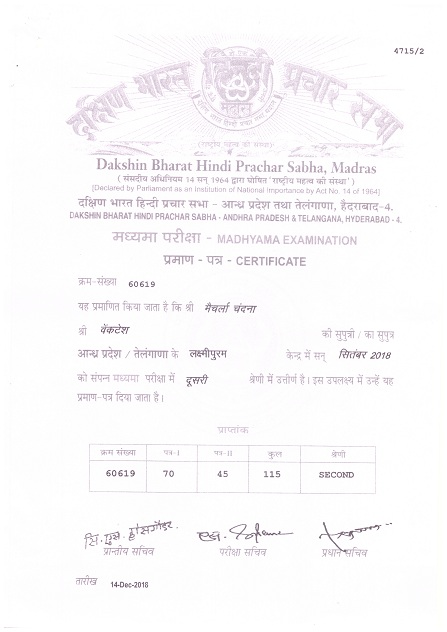 4715/2
दक्षिण भारत हिन्दी प्रचार सभा
मद्रास
(राष्ट्रीय महत्व की संस्था)
Dakshin Bharat Hindi Prachar Sabha, Madras
( संसदीय अधिनियम 14 सन् 1964 द्वारा घोषित 'राष्ट्रीय महत्व की संस्था' )
[Declared by Parliament as an Institution of National Importance by Act No. 14 of 1964]
दक्षिण भारत हिन्दी प्रचार सभा - आन्ध्र प्रदेश तथा तेलंगाणा, हैदराबाद-4.
DAKSHIN BHARAT HINDI PRACHAR SABHA - ANDHRA PRADESH & TELANGANA, HYDERABAD - 4.
मध्यमा परीक्षा - MADHYAMA EXAMINATION
प्रमाण - पत्र - CERTIFICATE
क्रम-संख्या 60619
यह प्रमाणित किया जाता है कि श्री मैचर्ला चंदना
श्री वेंकटेश की सुपुत्री / का सुपुत्र
आन्ध्र प्रदेश / तेलंगाणा के लक्ष्मीपुरम केन्द्र में सन् सितंबर 2018
को संपन्न मध्यमा परीक्षा में दूसरी श्रेणी में उत्तीर्ण है। इस उपलक्ष्य में उन्हें यह
प्रमाण-पत्र दिया जाता है।
प्राप्तांक
क्रम संख्या पत्र-I पत्र-II कुल श्रेणी
60619 70 45 115 SECOND
प्रान्तीय सचिव परीक्षा सचिव प्रधान सचिव
तारीख 14-Dec-2018